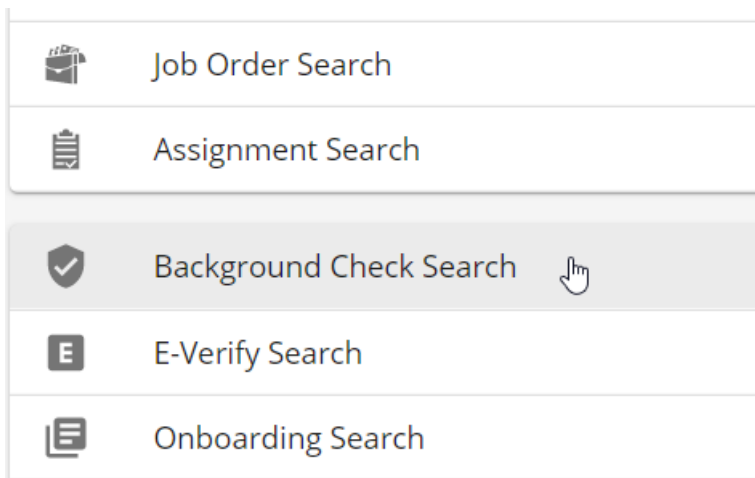 Job Order Search
Assignment Search
Background Check Search
E
E-Verify Search
Onboarding Search